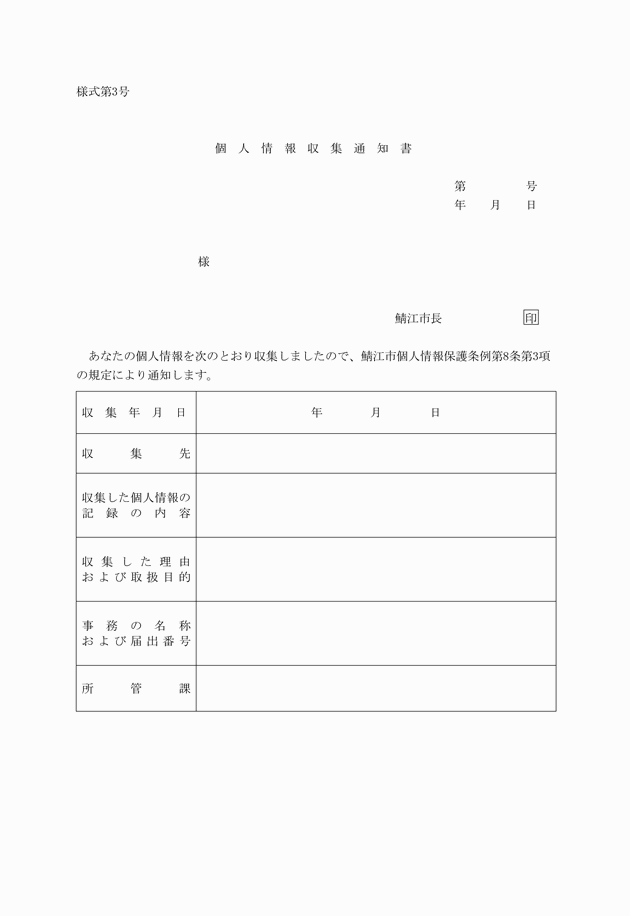 様式第3号
個人情報収集通知書
第　　　　　号
年　　月　　日
様
鯖江市長　　　　　　　印
　あなたの個人情報を次のとおり収集しましたので、鯖江市個人情報保護条例第8条第3項
の規定により通知します。
収集年月日　　　　年　　　　月　　　　日
収集先
収集した個人情報の
記録の内容
収集した理由
および取扱目的
事務の名称
および届出番号
所管課